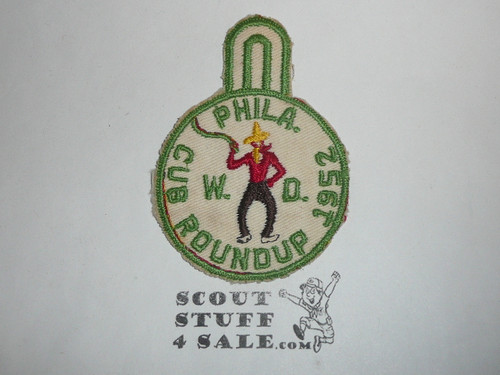 PHILA.
1952
W. D.
CUB ROUNDUP
SCOUT
STUFF
4 SALE.COM